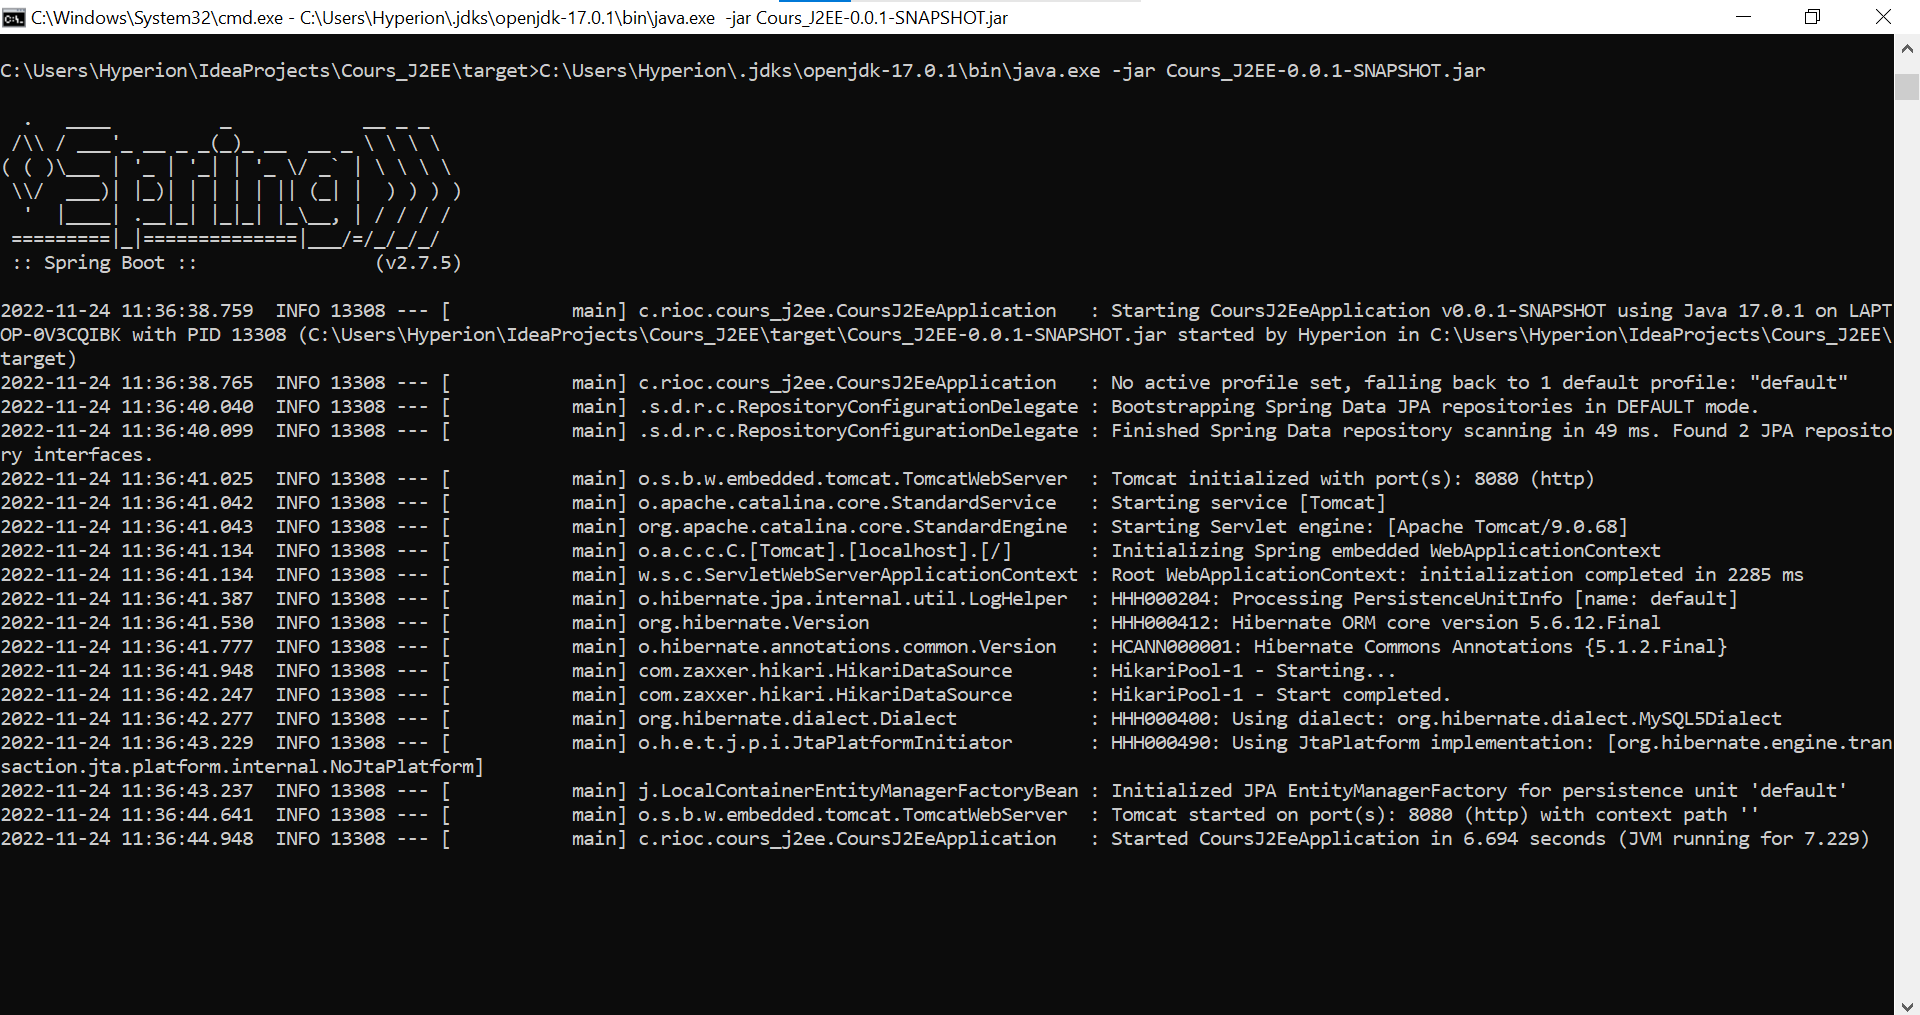 C:\Windows\System32\cmd.exe - C:\Users\Hyperion\.jdks\openjdk-17.0.1\bin\java.exe  -jar Cours_J2EE-0.0.1-SNAPSHOT.jar
C:\Users\Hyperion\IdeaProjects\Cours_J2EE\target>C:\Users\Hyperion\.jdks\openjdk-17.0.1\bin\java.exe -jar Cours_J2EE-0.0.1-SNAPSHOT.jar
  .   ____          _            __ _ _
 /\\ / ___'_ __ _ _(_)_ __  __ _ \ \ \ \
( ( )\___ | '_ | '_| | '_ \/ _` | \ \ \ \
 \\/  ___)| |_)| | | | | || (_| |  ) ) ) )
  '  |____| .__|_| |_|_| |_\__, | / / / /
 =========|_|==============|___/=/_/_/_/
 :: Spring Boot ::                (v2.7.5)
2022-11-24 11:36:38.759  INFO 13308 --- [           main] c.rioc.cours_j2ee.CoursJ2EeApplication   : Starting CoursJ2EeApplication v0.0.1-SNAPSHOT using Java 17.0.1 on LAPT
OP-0V3CQIBK with PID 13308 (C:\Users\Hyperion\IdeaProjects\Cours_J2EE\target\Cours_J2EE-0.0.1-SNAPSHOT.jar started by Hyperion in C:\Users\Hyperion\IdeaProjects\Cours_J2EE\
target)
2022-11-24 11:36:38.765  INFO 13308 --- [           main] c.rioc.cours_j2ee.CoursJ2EeApplication   : No active profile set, falling back to 1 default profile: "default"
2022-11-24 11:36:40.040  INFO 13308 --- [           main] .s.d.r.c.RepositoryConfigurationDelegate : Bootstrapping Spring Data JPA repositories in DEFAULT mode.
2022-11-24 11:36:40.099  INFO 13308 --- [           main] .s.d.r.c.RepositoryConfigurationDelegate : Finished Spring Data repository scanning in 49 ms. Found 2 JPA reposito
ry interfaces.
2022-11-24 11:36:41.025  INFO 13308 --- [           main] o.s.b.w.embedded.tomcat.TomcatWebServer  : Tomcat initialized with port(s): 8080 (http)
2022-11-24 11:36:41.042  INFO 13308 --- [           main] o.apache.catalina.core.StandardService   : Starting service [Tomcat]
2022-11-24 11:36:41.043  INFO 13308 --- [           main] org.apache.catalina.core.StandardEngine  : Starting Servlet engine: [Apache Tomcat/9.0.68]
2022-11-24 11:36:41.134  INFO 13308 --- [           main] o.a.c.c.C.[Tomcat].[localhost].[/]       : Initializing Spring embedded WebApplicationContext
2022-11-24 11:36:41.134  INFO 13308 --- [           main] w.s.c.ServletWebServerApplicationContext : Root WebApplicationContext: initialization completed in 2285 ms
2022-11-24 11:36:41.387  INFO 13308 --- [           main] o.hibernate.jpa.internal.util.LogHelper  : HHH000204: Processing PersistenceUnitInfo [name: default]
2022-11-24 11:36:41.530  INFO 13308 --- [           main] org.hibernate.Version                    : HHH000412: Hibernate ORM core version 5.6.12.Final
2022-11-24 11:36:41.777  INFO 13308 --- [           main] o.hibernate.annotations.common.Version   : HCANN000001: Hibernate Commons Annotations {5.1.2.Final}
2022-11-24 11:36:41.948  INFO 13308 --- [           main] com.zaxxer.hikari.HikariDataSource       : HikariPool-1 - Starting...
2022-11-24 11:36:42.247  INFO 13308 --- [           main] com.zaxxer.hikari.HikariDataSource       : HikariPool-1 - Start completed.
2022-11-24 11:36:42.277  INFO 13308 --- [           main] org.hibernate.dialect.Dialect            : HHH000400: Using dialect: org.hibernate.dialect.MySQL5Dialect
2022-11-24 11:36:43.229  INFO 13308 --- [           main] o.h.e.t.j.p.i.JtaPlatformInitiator       : HHH000490: Using JtaPlatform implementation: [org.hibernate.engine.tran
saction.jta.platform.internal.NoJtaPlatform]
2022-11-24 11:36:43.237  INFO 13308 --- [           main] j.LocalContainerEntityManagerFactoryBean : Initialized JPA EntityManagerFactory for persistence unit 'default'
2022-11-24 11:36:44.641  INFO 13308 --- [           main] o.s.b.w.embedded.tomcat.TomcatWebServer  : Tomcat started on port(s): 8080 (http) with context path ''
2022-11-24 11:36:44.948  INFO 13308 --- [           main] c.rioc.cours_j2ee.CoursJ2EeApplication   : Started CoursJ2EeApplication in 6.694 seconds (JVM running for 7.229)